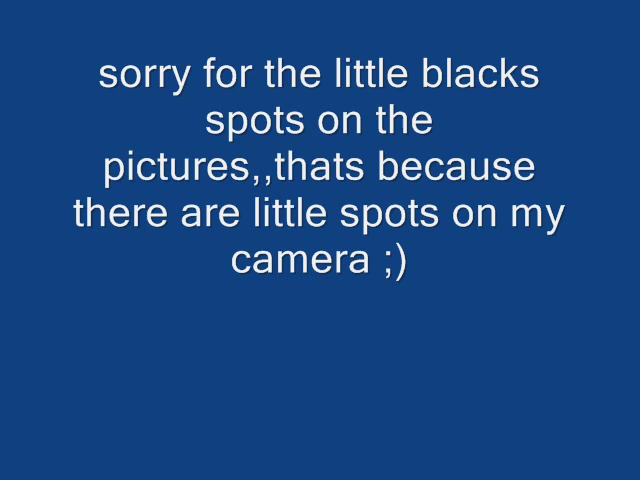 sorry for the little blacks
spots on the
pictures,,thats because
there are little spots on my
camera ;)